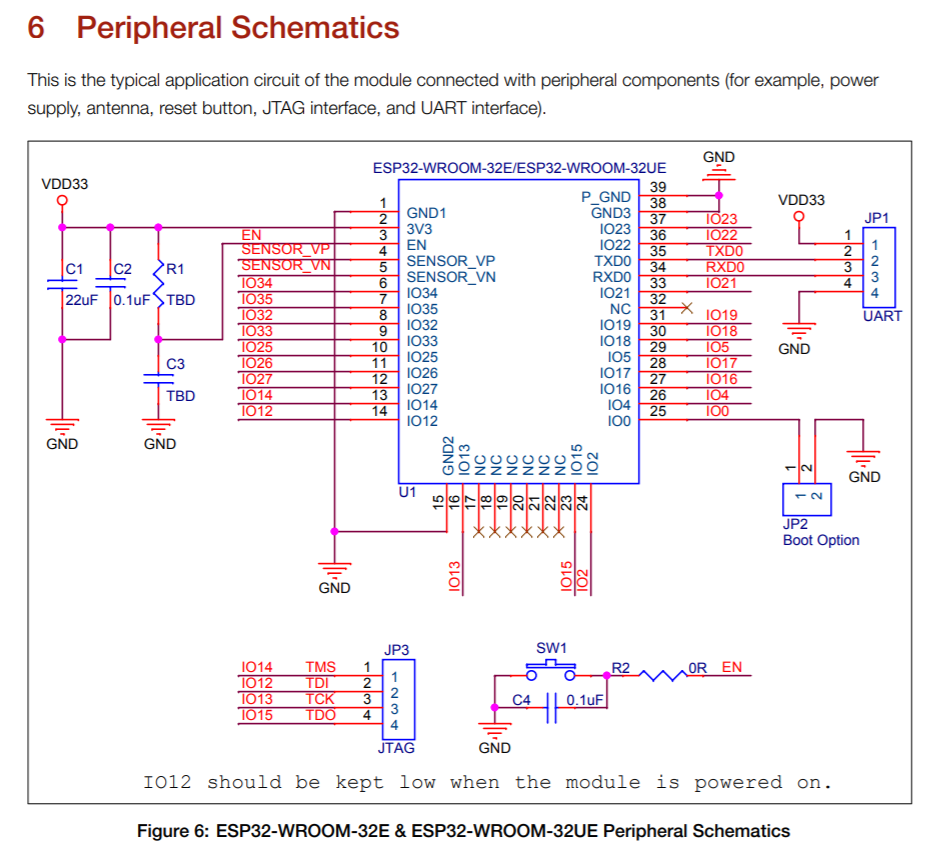 6 Peripheral Schematics
This is the typical application circuit of the module connected with peripheral components (for example, power
supply, antenna, reset button, JTAG interface, and UART interface).
ESP32-WROOM-32E/ESP32-WROOM-32UE
GND
VDD33
VDD33
JP1
1 GND1
2 3V3
EN 3 EN
SENSOR_VP 4 SENSOR_VP
SENSOR_VN 5 SENSOR_VN
IO34 6 IO34
IO35 7 IO35
IO32 8 IO32
IO33 9 IO33
IO25 10 IO25
IO26 11 IO26
IO27 12 IO27
IO14 13 IO14
IO12 14 IO12
P_GND 39
GND3 38
IO23 37 IO23
IO22 36 IO22
TXD0 35 TXD0
RXD0 34 RXD0
IO21 33 IO21
NC 32
IO19 31 IO19
IO18 30 IO18
IO5 29 IO5
IO17 28 IO17
IO16 27 IO16
IO4 26 IO4
IO0 25 IO0
1 1
2 2
3 3
4 4
UART
GND
C1
22uF
C2
0.1uF
R1
TBD
C3
TBD
GND
GND
GND2 15
IO13 16 IO13
NC 17
NC 18
NC 19
NC 20
NC 21
NC 22
IO15 23 IO15
IO2 24 IO2
U1
GND
1 1
2 2
GND
JP2
Boot Option
JP3
IO14 TMS 1 1
IO12 TDI 2 2
IO13 TCK 3 3
IO15 TDO 4 4
JTAG
SW1
R2 0R EN
C4 0.1uF
GND
IO12 should be kept low when the module is powered on.
Figure 6: ESP32-WROOM-32E & ESP32-WROOM-32UE Peripheral Schematics